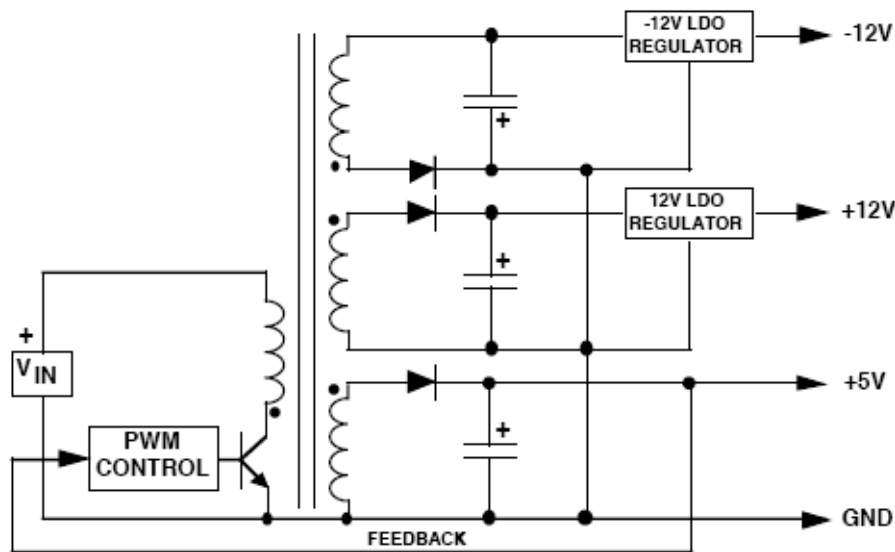 -12V LDO
REGULATOR
-12V
+
12V LDO
REGULATOR
+12V
+
+
VIN
+5V
+
PWM
CONTROL
GND
FEEDBACK